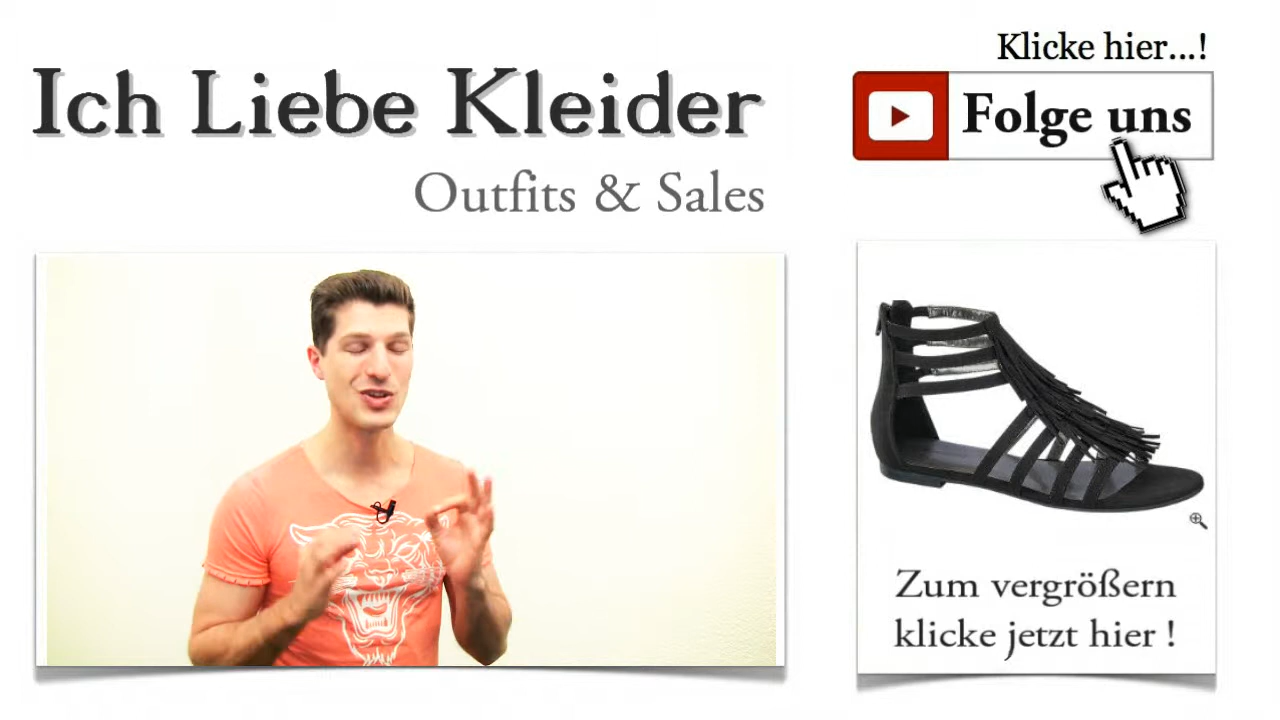 Ich Liebe Kleider
Outfits & Sales
Klicke hier...!
Folge uns
Zum vergrößern
klicke jetzt hier !